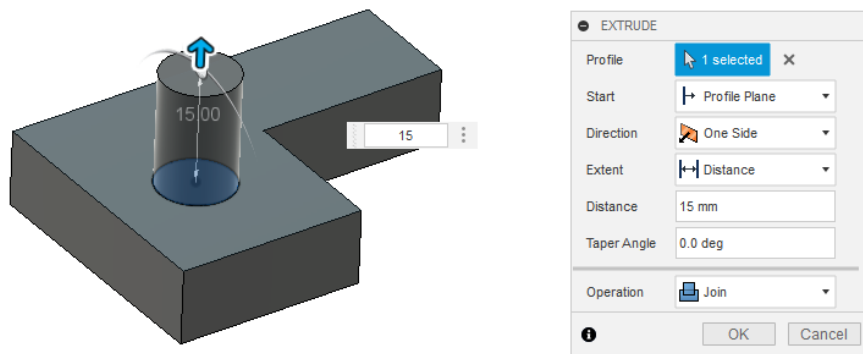 15.00
15
EXTRUDE
Profile 1 selected
Start Profile Plane
Direction One Side
Extent Distance
Distance 15 mm
Taper Angle 0.0 deg
Operation Join
OK Cancel